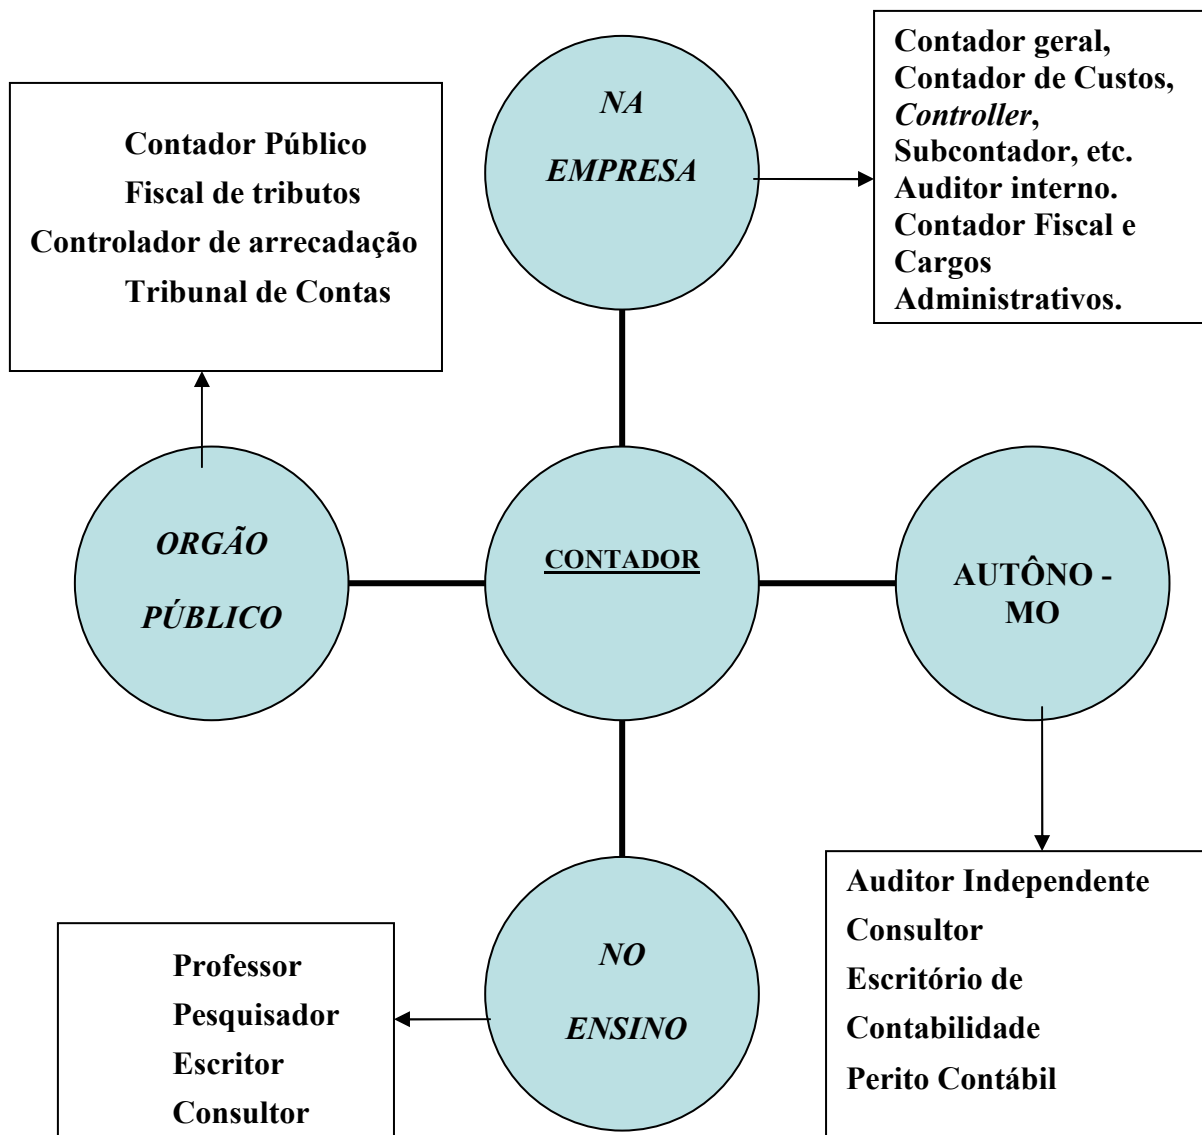 NA
EMPRESA
Contador geral,
Contador de Custos,
Controller,
Subcontador, etc.
Auditor interno.
Contador Fiscal e
Cargos
Administrativos.
Contador Público
Fiscal de tributos
Controlador de arrecadação
Tribunal de Contas
ORGÃO
PÚBLICO
CONTADOR
AUTÔNO -
MO
NO
ENSINO
Professor
Pesquisador
Escritor
Consultor
Auditor Independente
Consultor
Escritório de
Contabilidade
Perito Contábil